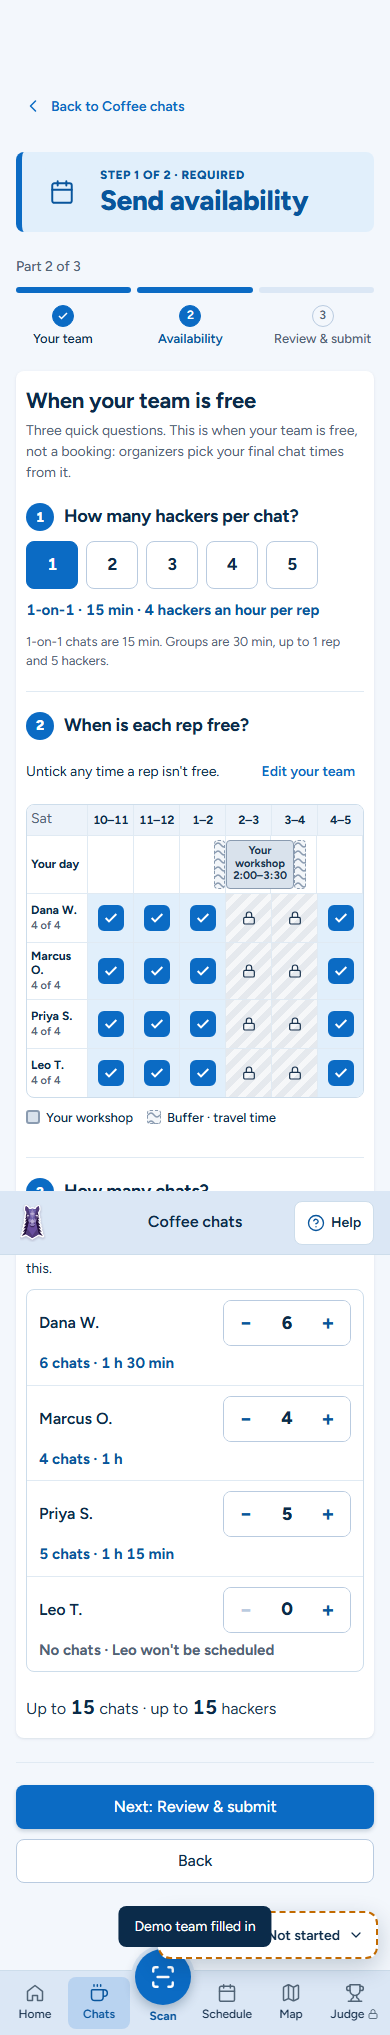 Back to Coffee chats
STEP 1 OF 2 · REQUIRED
Send availability
Part 2 of 3
2
3
Your team
Availability
Review & submit
When your team is free
Three quick questions. This is when your team is free,
not a booking: organizers pick your final chat times
from it.
1 How many hackers per chat?
1 2 3 4 5
1-on-1 · 15 min · 4 hackers an hour per rep
1-on-1 chats are 15 min. Groups are 30 min, up to 1 rep
and 5 hackers.
2 When is each rep free?
Untick any time a rep isn't free. Edit your team
Sat 10–11 11–12 1–2 2–3 3–4 4–5
Your day
Your
workshop
2:00–3:30
Dana W.
4 of 4
Marcus
O.
4 of 4
Priya S.
4 of 4
Leo T.
4 of 4
Your workshop Buffer · travel time
How many chats?
Coffee chats
Help
this.
Dana W. − 6 +
6 chats · 1 h 30 min
Marcus O. − 4 +
4 chats · 1 h
Priya S. − 5 +
5 chats · 1 h 15 min
Leo T. − 0 +
No chats · Leo won't be scheduled
Up to 15 chats · up to 15 hackers
Next: Review & submit
Back
Demo team filled in
Not started
Home Chats Scan Schedule Map Judge